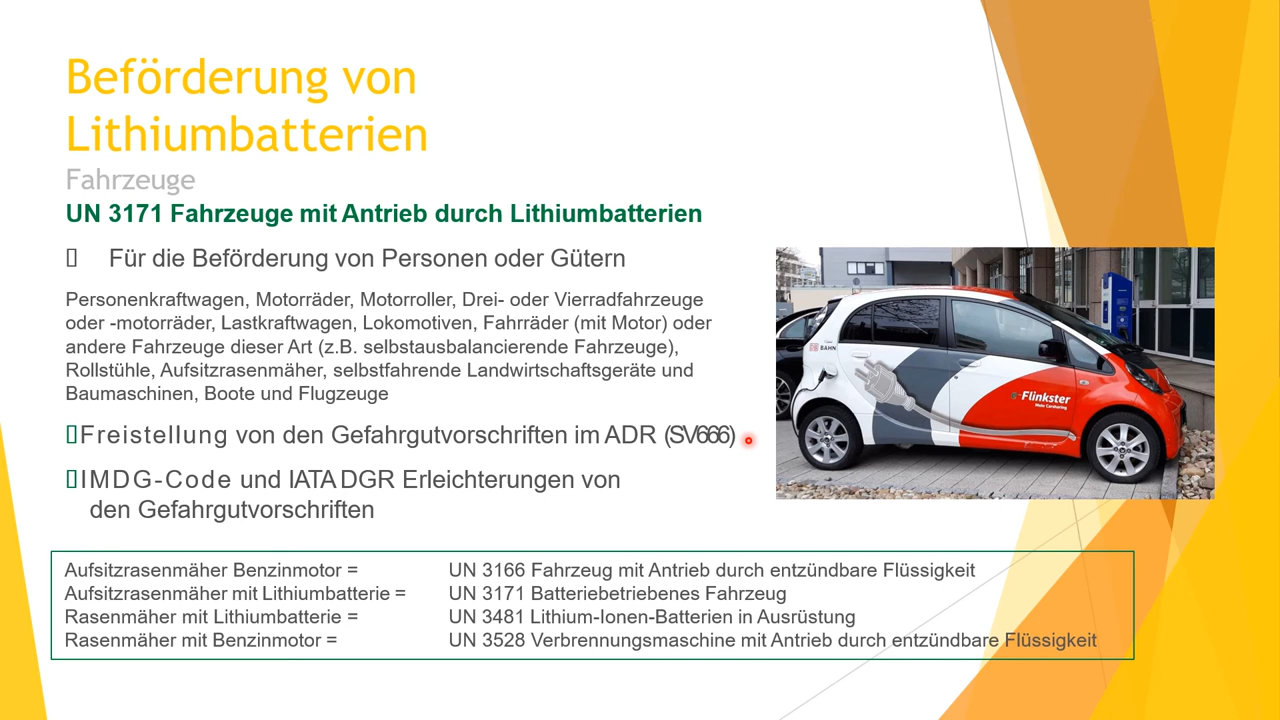 Beförderung von
Lithiumbatterien
Fahrzeuge
UN 3171 Fahrzeuge mit Antrieb durch Lithiumbatterien
Für die Beförderung von Personen oder Gütern
Personenkraftwagen, Motorräder, Motorroller, Drei- oder Vierradfahrzeuge
oder -motorräder, Lastkraftwagen, Lokomotiven, Fahrräder (mit Motor) oder
andere Fahrzeuge dieser Art (z.B. selbstausbalancierende Fahrzeuge),
Rollstühle, Aufsitzrasenmäher, selbstfahrende Landwirtschaftsgeräte und
Baumaschinen, Boote und Flugzeuge
Freistellung von den Gefahrgutvorschriften im ADR (SV666)
IMDG-Code und IATA DGR Erleichterungen von
den Gefahrgutvorschriften
DB BAHN
e-Flinkster
Mein Carsharing
Aufsitzrasenmäher Benzinmotor = UN 3166 Fahrzeug mit Antrieb durch entzündbare Flüssigkeit
Aufsitzrasenmäher mit Lithiumbatterie = UN 3171 Batteriebetriebenes Fahrzeug
Rasenmäher mit Lithiumbatterie = UN 3481 Lithium-Ionen-Batterien in Ausrüstung
Rasenmäher mit Benzinmotor = UN 3528 Verbrennungsmaschine mit Antrieb durch entzündbare Flüssigkeit